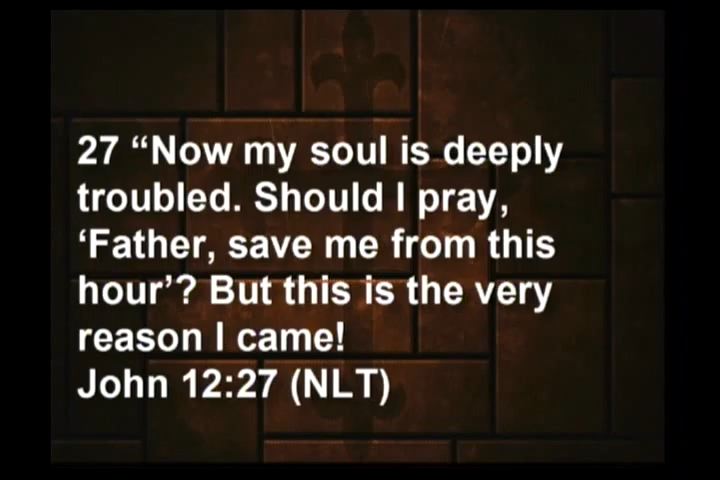 27 “Now my soul is deeply
troubled. Should I pray,
‘Father, save me from this
hour’? But this is the very
reason I came!
John 12:27 (NLT)